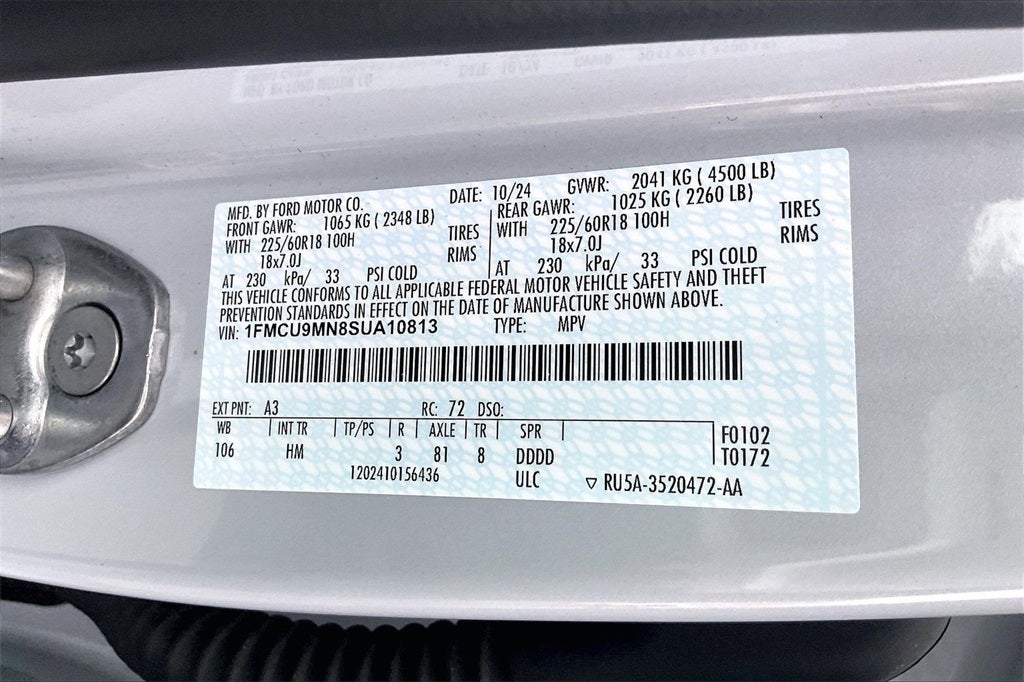 MFD. BY FORD MOTOR CO. DATE: 10/24 GVWR: 2041 KG ( 4500 LB)
FRONT GAWR: 1065 KG ( 2348 LB) REAR GAWR: 1025 KG ( 2260 LB)
WITH 225/60R18 100H TIRES WITH 225/60R18 100H TIRES
18x7.0J RIMS 18x7.0J RIMS
AT 230 kPa/ 33 PSI COLD AT 230 kPa/ 33 PSI COLD
THIS VEHICLE CONFORMS TO ALL APPLICABLE FEDERAL MOTOR VEHICLE SAFETY AND THEFT
PREVENTION STANDARDS IN EFFECT ON THE DATE OF MANUFACTURE SHOWN ABOVE.
VIN: 1FMCU9MN8SUA10813 TYPE: MPV
EXT PNT: A3 RC: 72 DSO:
WB INT TR TP/PS R AXLE TR SPR F0102
106 HM 3 81 8 DDDD T0172
1202410156436 ULC ▽ RU5A-3520472-AA